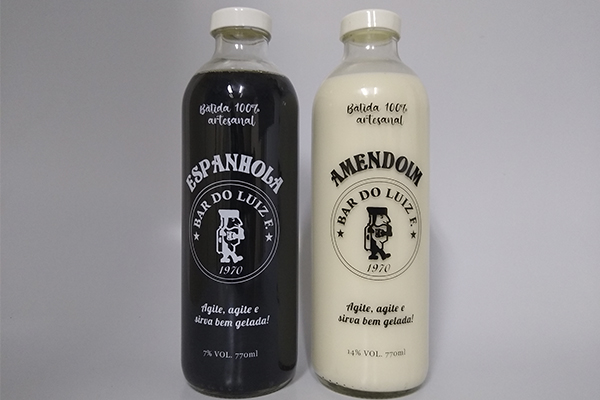 Batida 100%
artesanal
ESPANHOLA
BAR DO LUIZ F.
1970
Agite, agite e
sirva bem gelada!
7% VOL. 770ml
Batida 100%
artesanal
AMENDOIM
BAR DO LUIZ F.
1970
Agite, agite e
sirva bem gelada!
14% VOL. 770ml